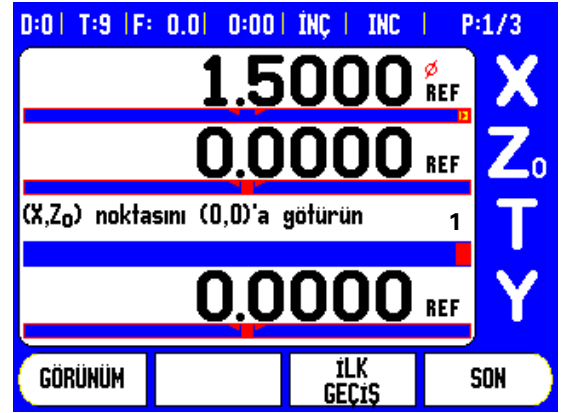 D:0 | T:9 | F: 0.0 | 0:00 | İNÇ | INC | P:1/3
1.5000 Ø REF X
0.0000 REF Z0
(X,Z0) noktasını (0,0)'a götürün 1 T
0.0000 REF Y
GÖRÜNÜM İLK GEÇİŞ SON